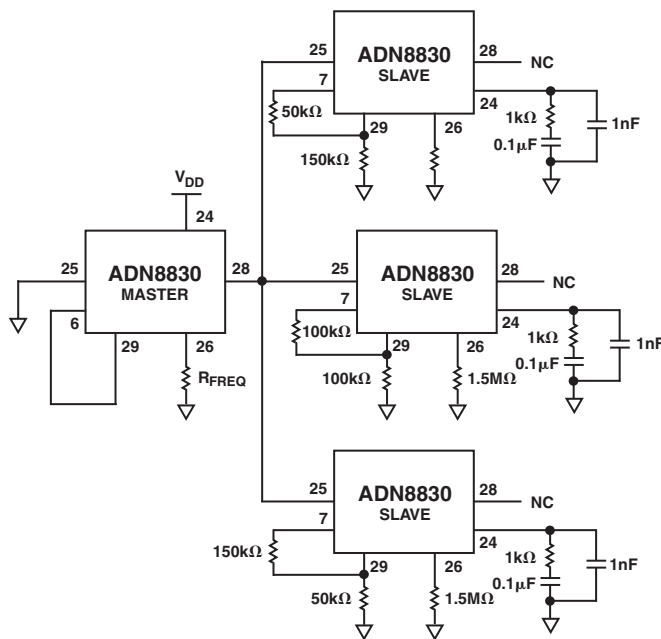 25
ADN8830
SLAVE
28
NC
7
24
50kΩ
29
26
1kΩ
1nF
0.1μF
150kΩ
VDD
24
25
ADN8830
MASTER
28
6
29
26
RFREQ
25
ADN8830
SLAVE
28
NC
7
24
100kΩ
29
26
1kΩ
1nF
0.1μF
100kΩ
1.5MΩ
25
ADN8830
SLAVE
28
NC
7
24
150kΩ
29
26
1kΩ
1nF
0.1μF
50kΩ
1.5MΩ